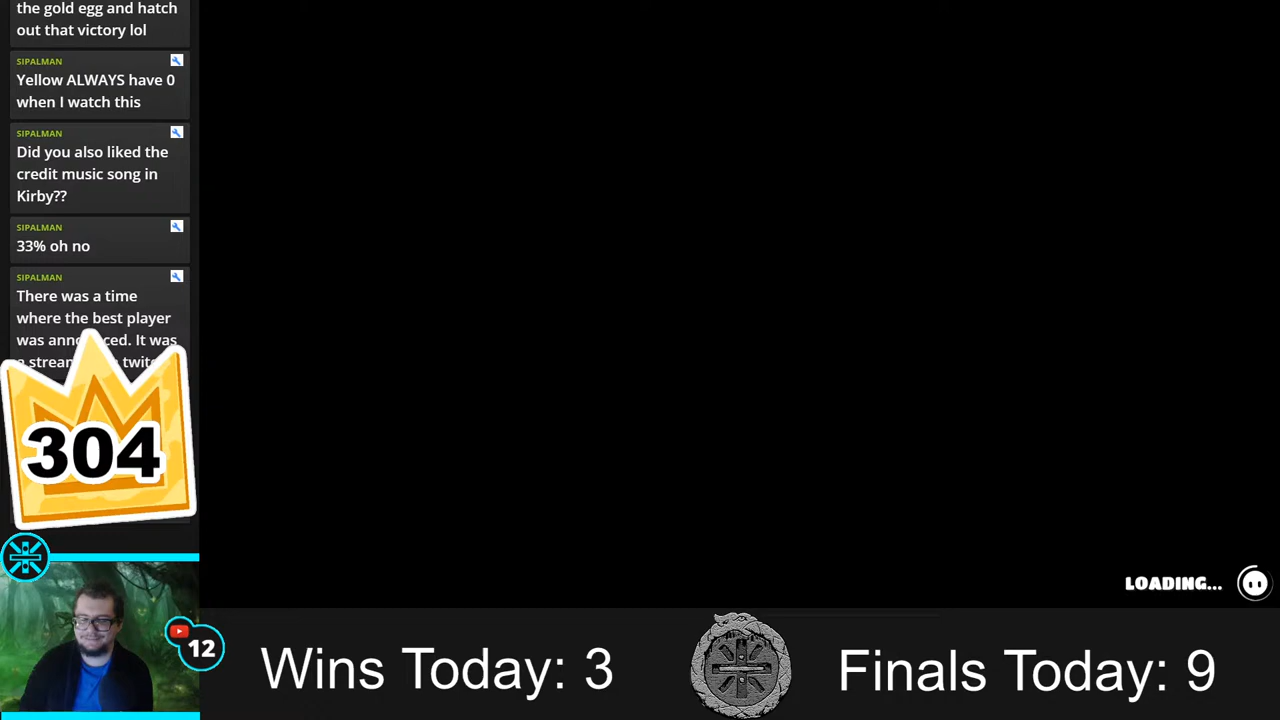 the gold egg and hatch
out that victory lol
SIPALMAN
Yellow ALWAYS have 0
when I watch this
SIPALMAN
Did you also liked the
credit music song in
Kirby??
SIPALMAN
33% oh no
SIPALMAN
There was a time
where the best player
was It was
304
LOADING...
12
Wins Today: 3
Finals Today: 9